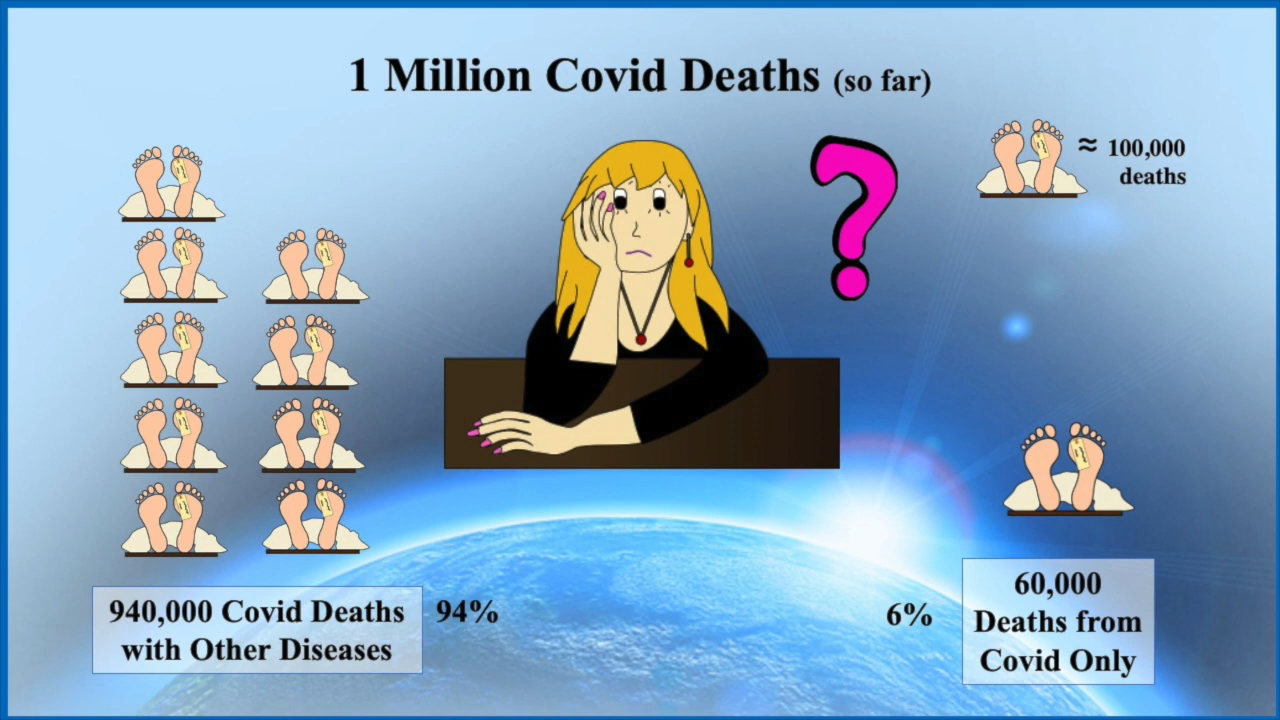 1 Million Covid Deaths (so far)
≈ 100,000
deaths
940,000 Covid Deaths
with Other Diseases
94%
6%
60,000
Deaths from
Covid Only